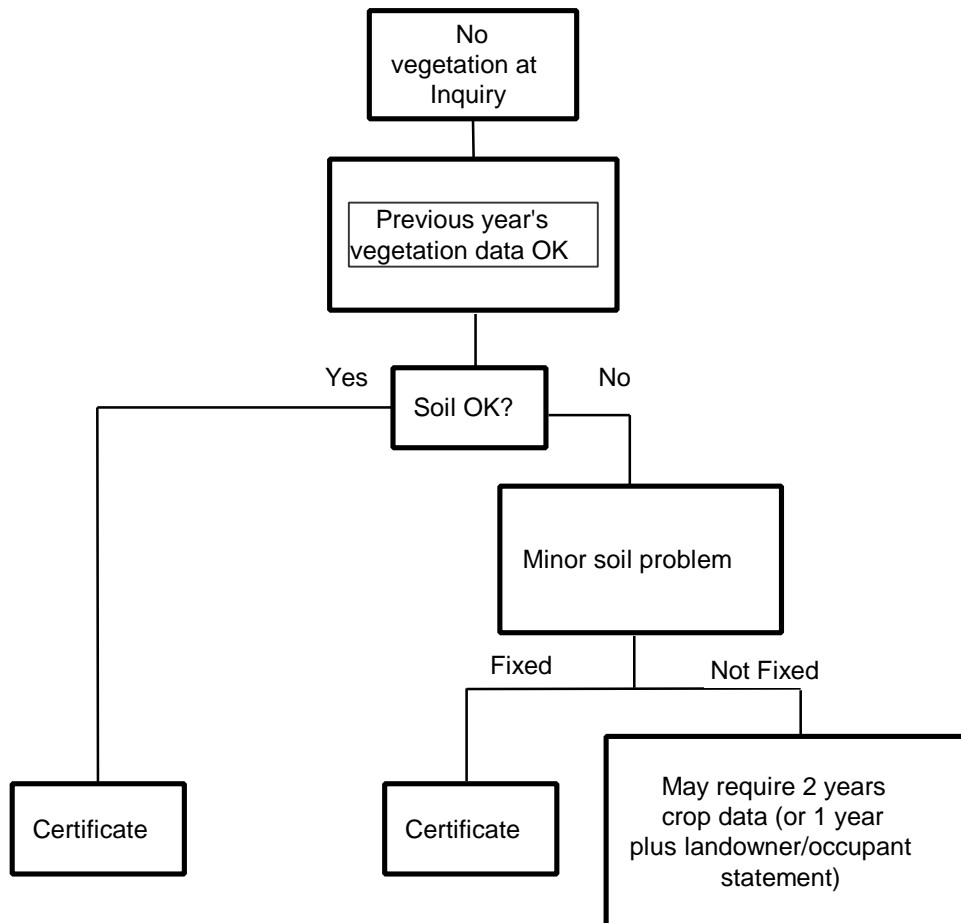 No
vegetation at
Inquiry
Previous year's
vegetation data OK
Yes
No
Soil OK?
Minor soil problem
Fixed
Not Fixed
Certificate
Certificate
May require 2 years
crop data (or 1 year
plus landowner/occupant
statement)